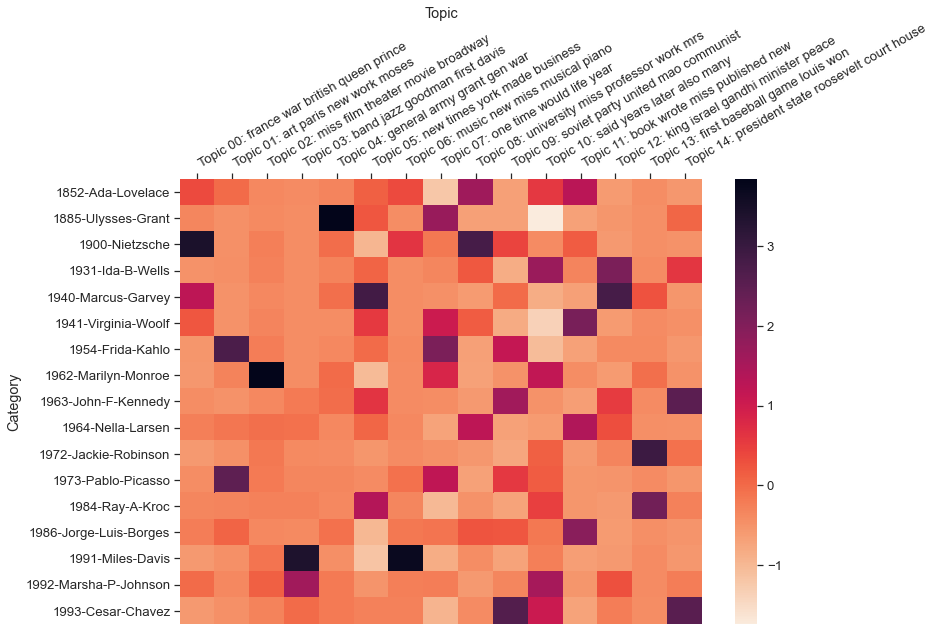 Topic
Topic 00: france war british queen prince
Topic 01: art paris new work moses
Topic 02: miss film theater movie broadway
Topic 03: band jazz goodman first davis
Topic 04: general army grant gen war
Topic 05: new times york made business
Topic 06: music new miss musical piano
Topic 07: one time would life year
Topic 08: university miss professor work mrs
Topic 09: soviet party united mao communist
Topic 10: said years later also many
Topic 11: book wrote miss published new
Topic 12: king israel gandhi minister peace
Topic 13: first baseball game louis won
Topic 14: president state roosevelt court house
Category
1852-Ada-Lovelace
1885-Ulysses-Grant
1900-Nietzsche
1931-Ida-B-Wells
1940-Marcus-Garvey
1941-Virginia-Woolf
1954-Frida-Kahlo
1962-Marilyn-Monroe
1963-John-F-Kennedy
1964-Nella-Larsen
1972-Jackie-Robinson
1973-Pablo-Picasso
1984-Ray-A-Kroc
1986-Jorge-Luis-Borges
1991-Miles-Davis
1992-Marsha-P-Johnson
1993-Cesar-Chavez
3
2
1
0
−1